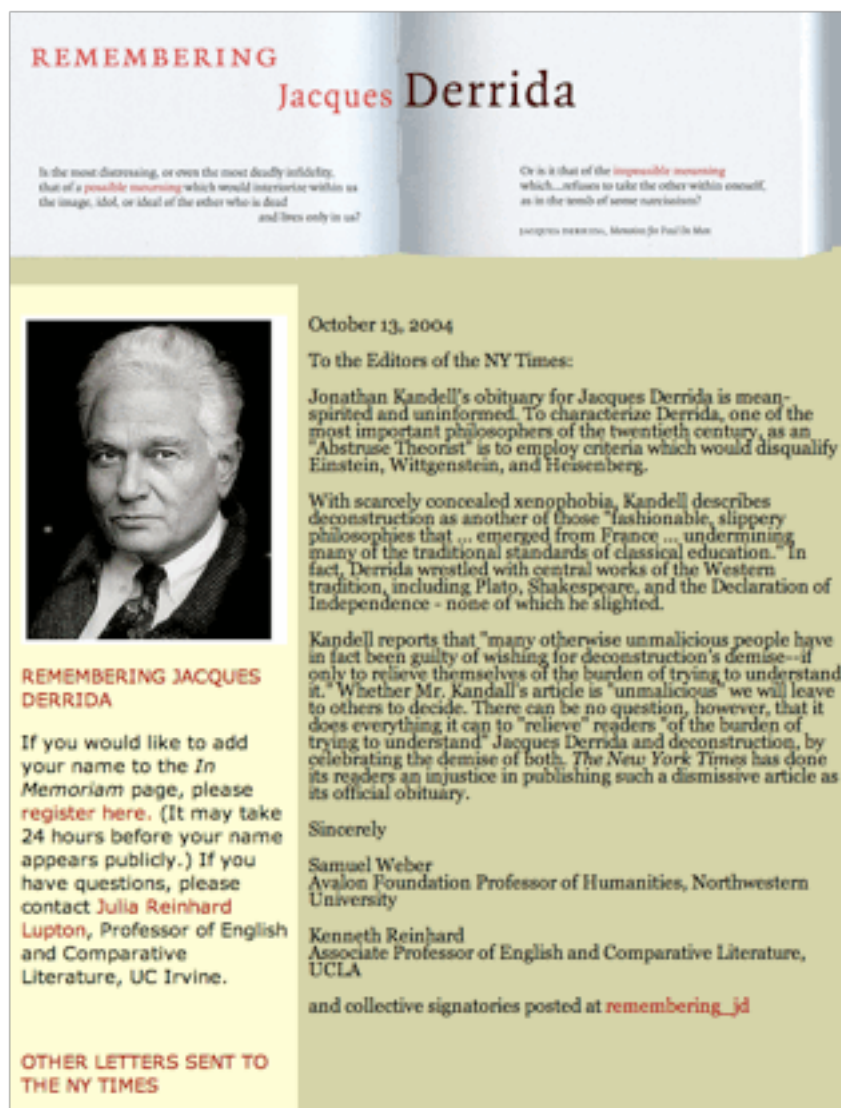 REMEMBERING
Jacques Derrida
Is the most distressing, or even the most deadly infidelity,
that of a possible mourning which would interiorize within us
the image, idol, or ideal of the other who is dead
and lives only in us?
Or is it that of the impossible mourning
which...refuses to take the other within oneself,
as in the tomb of some narcissism?
JACQUES DERRIDA, Memoires for Paul De Man
REMEMBERING JACQUES
DERRIDA
If you would like to add
your name to the In
Memoriam page, please
register here. (It may take
24 hours before your name
appears publicly.) If you
have questions, please
contact Julia Reinhard
Lupton, Professor of English
and Comparative
Literature, UC Irvine.
OTHER LETTERS SENT TO
THE NY TIMES
October 13, 2004
To the Editors of the NY Times:
Jonathan Kandell's obituary for Jacques Derrida is mean-
spirited and uninformed. To characterize Derrida, one of the
most important philosophers of the twentieth century, as an
"Abstruse Theorist" is to employ criteria which would disqualify
Einstein, Wittgenstein, and Heisenberg.
With scarcely concealed xenophobia, Kandell describes
deconstruction as another of those "fashionable, slippery
philosophies that ... emerged from France ... undermining
many of the traditional standards of classical education." In
fact, Derrida wrestled with central works of the Western
tradition, including Plato, Shakespeare, and the Declaration of
Independence - none of which he slighted.
Kandell reports that "many otherwise unmalicious people have
in fact been guilty of wishing for deconstruction's demise--if
only to relieve themselves of the burden of trying to understand
it." Whether Mr. Kandall's article is "unmalicious" we will leave
to others to decide. There can be no question, however, that it
does everything it can to "relieve" readers "of the burden of
trying to understand" Jacques Derrida and deconstruction, by
celebrating the demise of both. The New York Times has done
its readers an injustice in publishing such a dismissive article as
its official obituary.
Sincerely
Samuel Weber
Avalon Foundation Professor of Humanities, Northwestern
University
Kenneth Reinhard
Associate Professor of English and Comparative Literature,
UCLA
and collective signatories posted at remembering_jd